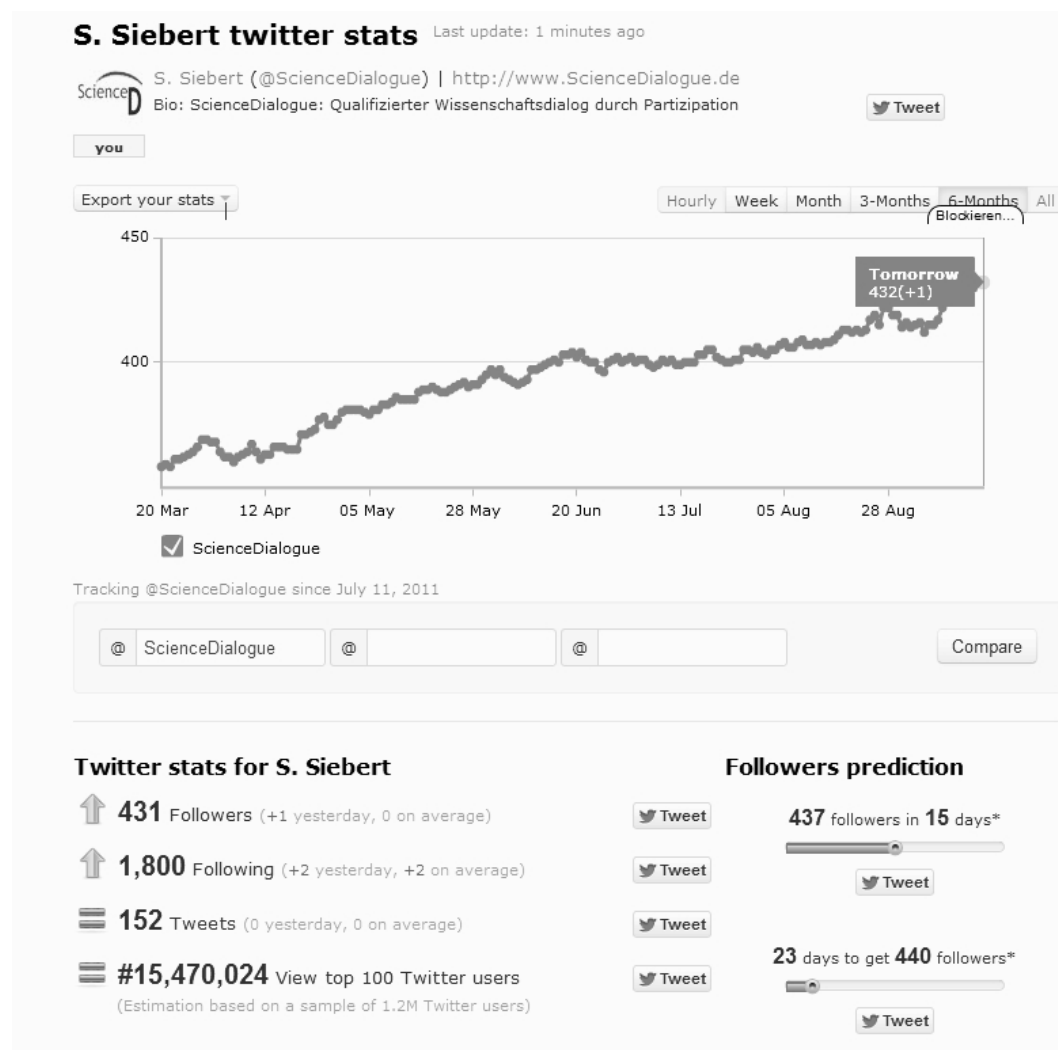 S. Siebert twitter stats Last update: 1 minutes ago
ScienceD
S. Siebert (@ScienceDialogue) | http://www.ScienceDialogue.de
Bio: ScienceDialogue: Qualifizierter Wissenschaftsdialog durch Partizipation
Tweet
you
Export your stats
Hourly Week Month 3-Months 6-Months All
Blockieren...
450
Tomorrow
432(+1)
400
20 Mar 12 Apr 05 May 28 May 20 Jun 13 Jul 05 Aug 28 Aug
ScienceDialogue
Tracking @ScienceDialogue since July 11, 2011
@ ScienceDialogue @ @ Compare
Twitter stats for S. Siebert
431 Followers (+1 yesterday, 0 on average) Tweet
1,800 Following (+2 yesterday, +2 on average) Tweet
152 Tweets (0 yesterday, 0 on average) Tweet
#15,470,024 View top 100 Twitter users Tweet
(Estimation based on a sample of 1.2M Twitter users)
Followers prediction
437 followers in 15 days*
Tweet
23 days to get 440 followers*
Tweet